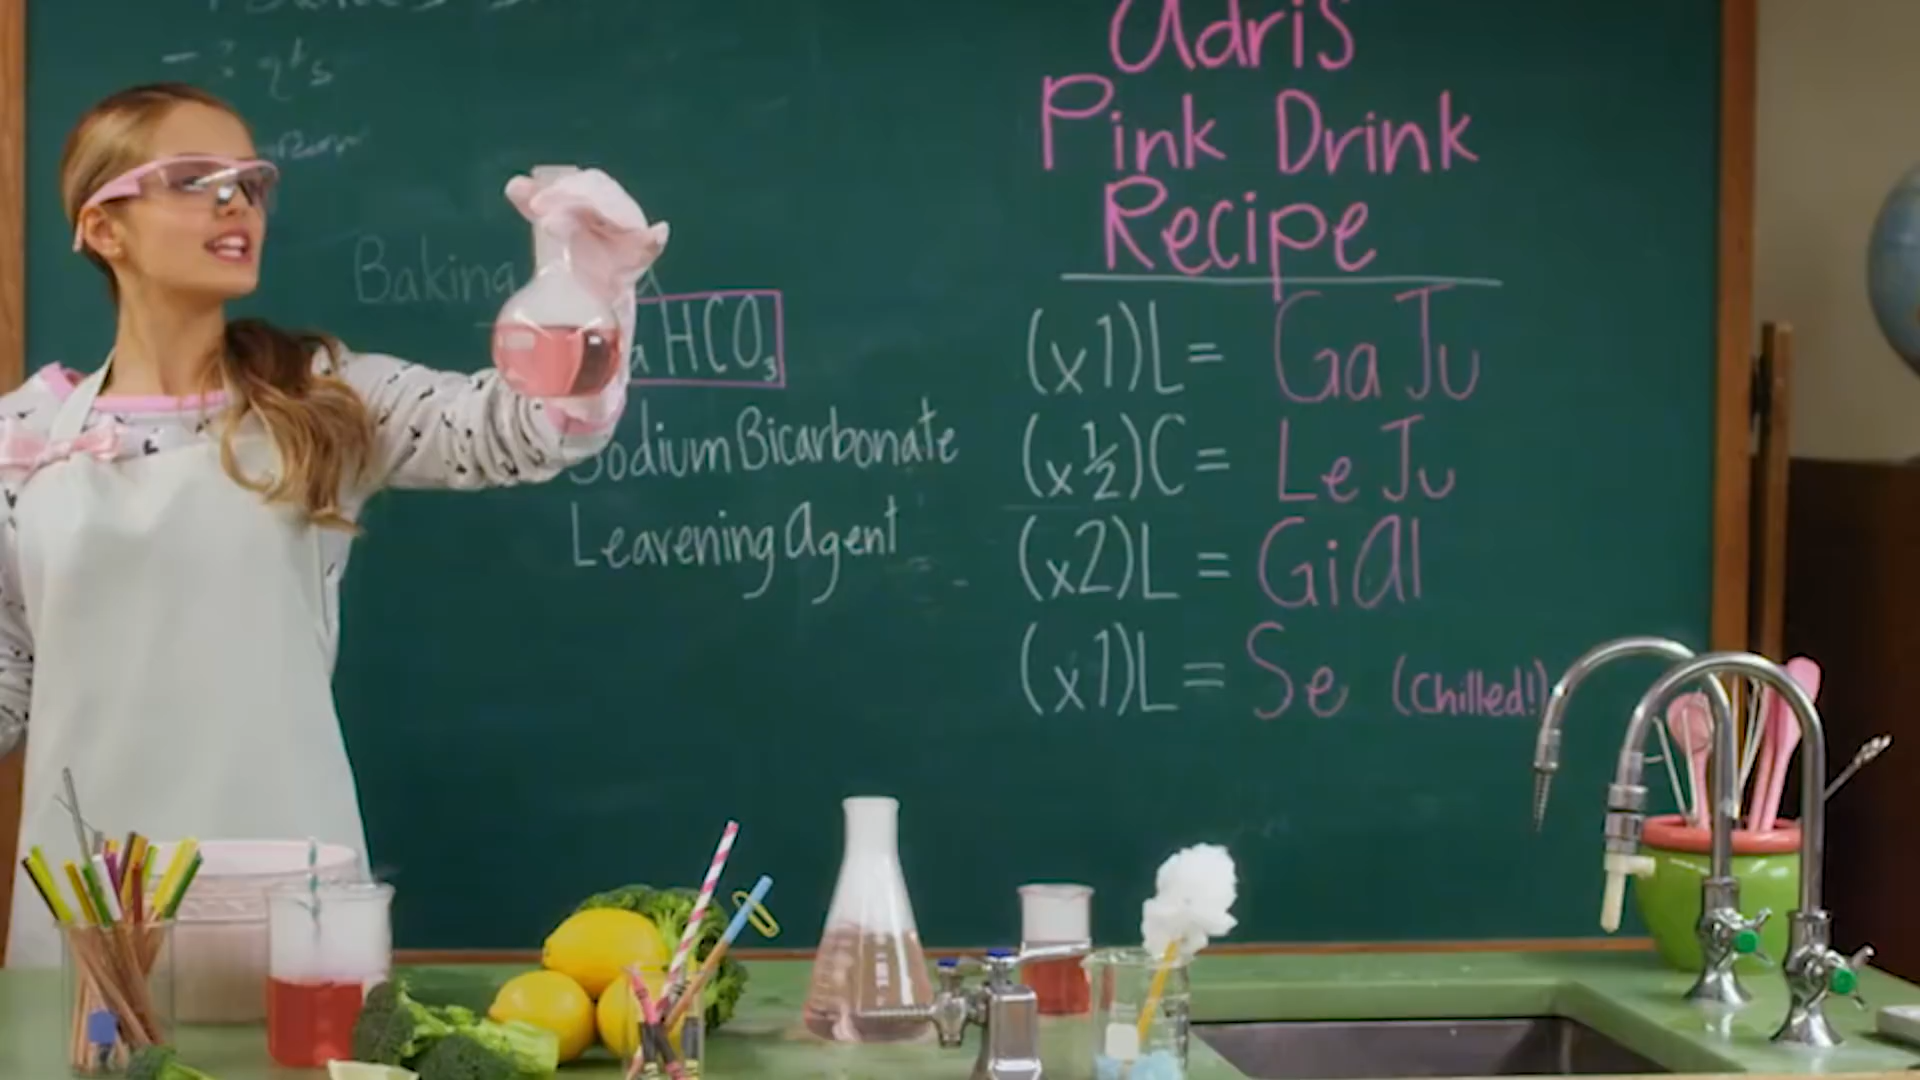 Adris
Pink Drink
Recipe
(x1)L = Ga Ju
(x½)C = Le Ju
(x2)L = Gi Al
(x1)L = Se (Chilled!)
Baking
a HCO₃
Sodium Bicarbonate
Leavening Agent